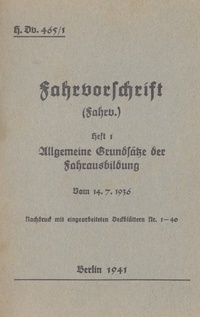 H. Dv. 465/1
Fahrvorschrift
(Fahrv.)
Heft 1
Allgemeine Grundsätze der
Fahrausbildung
Vom 14. 7. 1936
Nachdruck mit eingearbeiteten Deckblättern Nr. 1–40
Berlin 1941